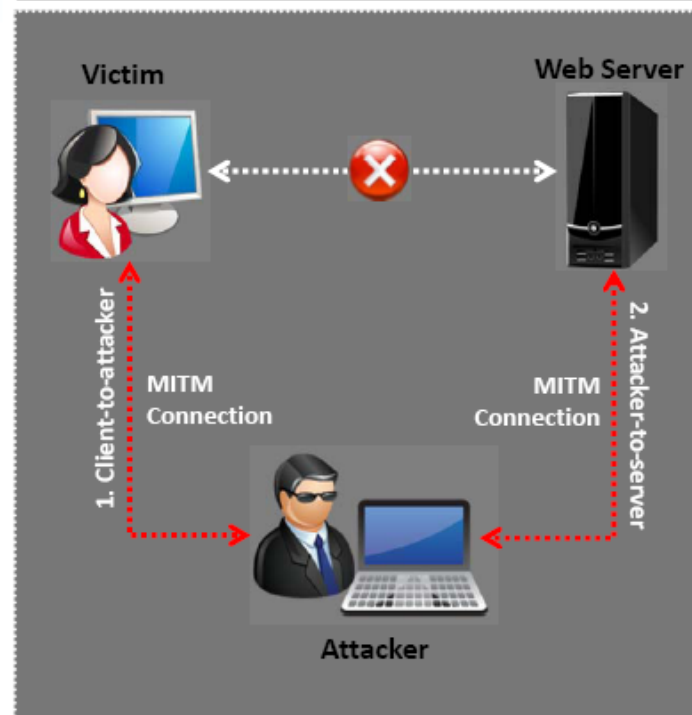 Victim
Web Server
1. Client-to-attacker
MITM
Connection
MITM
Connection
2. Attacker-to-server
Attacker